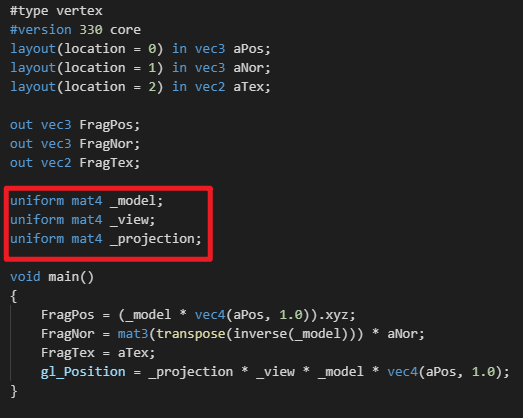 #type vertex
#version 330 core
layout(location = 0) in vec3 aPos;
layout(location = 1) in vec3 aNor;
layout(location = 2) in vec2 aTex;
out vec3 FragPos;
out vec3 FragNor;
out vec2 FragTex;
uniform mat4 _model;
uniform mat4 _view;
uniform mat4 _projection;
void main()
{
    FragPos = (_model * vec4(aPos, 1.0)).xyz;
    FragNor = mat3(transpose(inverse(_model))) * aNor;
    FragTex = aTex;
    gl_Position = _projection * _view * _model * vec4(aPos, 1.0);
}